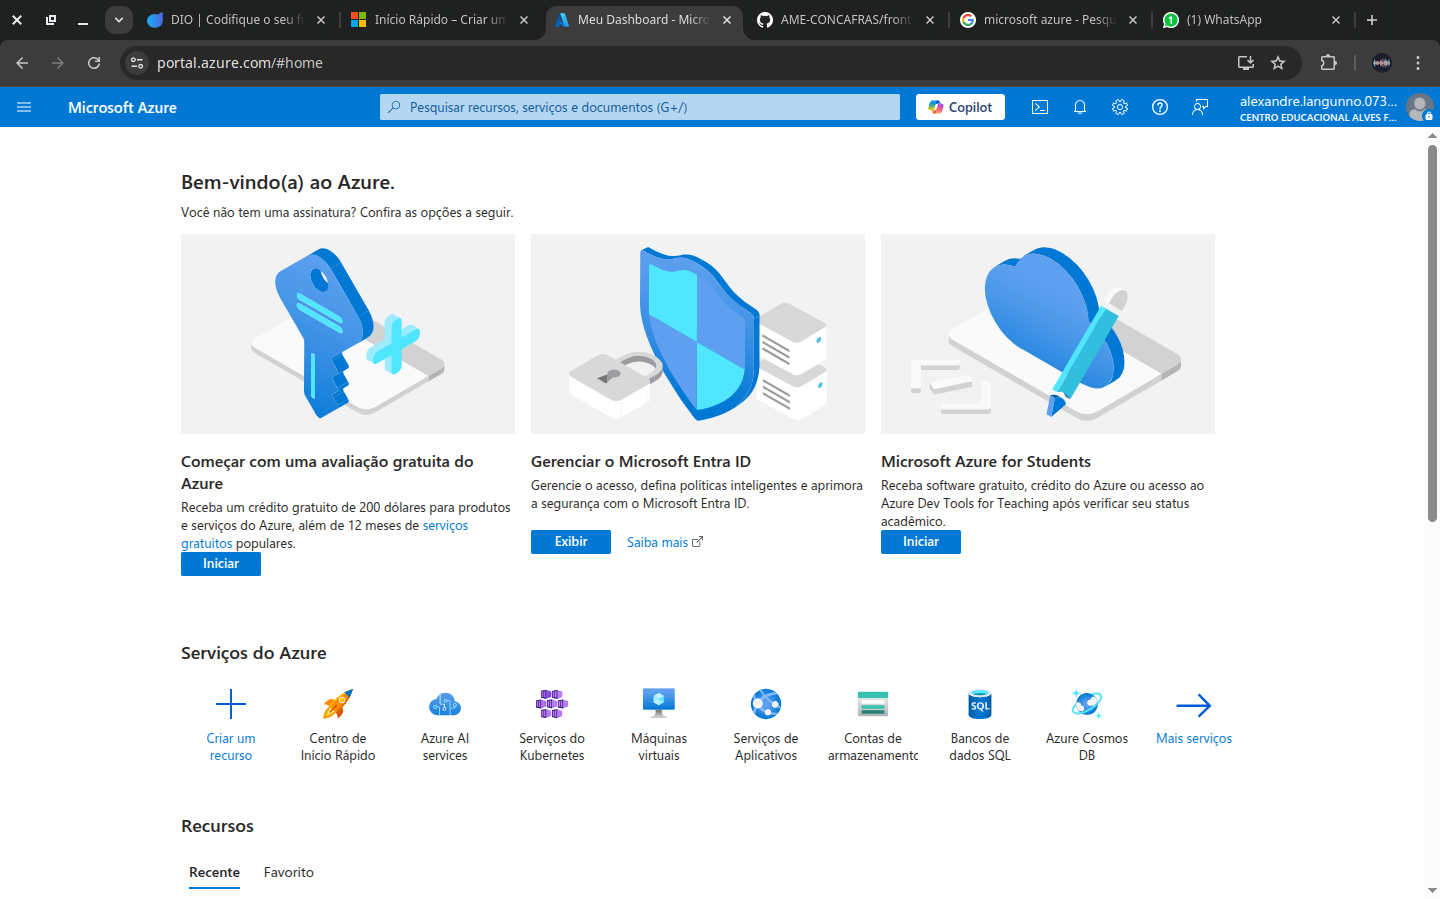 DIO | Codifique o seu fu
Início Rápido – Criar um
Meu Dashboard - Micro
AME-CONCAFRAS/front
microsoft azure - Pesqu
(1) WhatsApp
portal.azure.com/#home
Microsoft Azure
Pesquisar recursos, serviços e documentos (G+/)
Copilot
alexandre.langunno.073...
CENTRO EDUCACIONAL ALVES F...
Bem-vindo(a) ao Azure.
Você não tem uma assinatura? Confira as opções a seguir.
Começar com uma avaliação gratuita do
Azure
Receba um crédito gratuito de 200 dólares para produtos
e serviços do Azure, além de 12 meses de serviços
gratuitos populares.
Iniciar
Gerenciar o Microsoft Entra ID
Gerencie o acesso, defina políticas inteligentes e aprimora
a segurança com o Microsoft Entra ID.
Exibir
Saiba mais
Microsoft Azure for Students
Receba software gratuito, crédito do Azure ou acesso ao
Azure Dev Tools for Teaching após verificar seu status
acadêmico.
Iniciar
Serviços do Azure
Criar um
recurso
Centro de
Início Rápido
Azure AI
services
Serviços do
Kubernetes
Máquinas
virtuais
Serviços de
Aplicativos
Contas de
armazenamento
SQL
Bancos de
dados SQL
Azure Cosmos
DB
Mais serviços
Recursos
Recente
Favorito